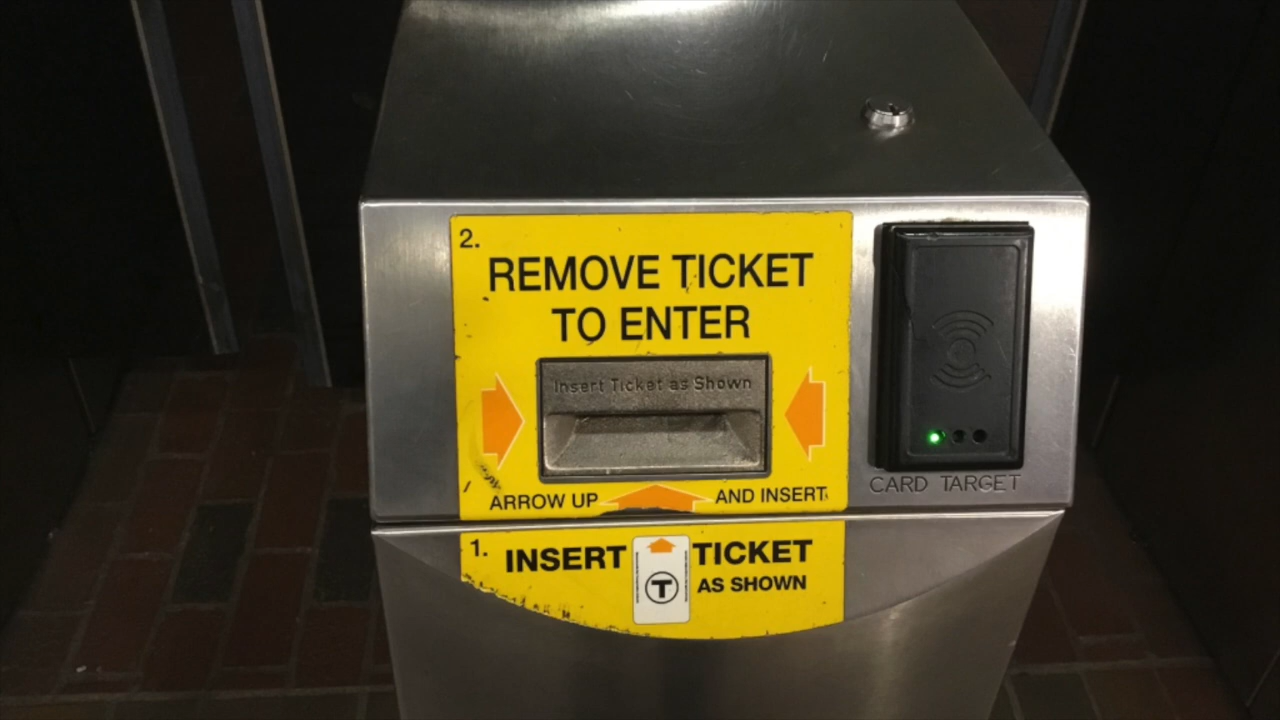 2.
REMOVE TICKET
TO ENTER
Insert Ticket as Shown
ARROW UP AND INSERT
CARD TARGET
1. INSERT TICKET
AS SHOWN
T